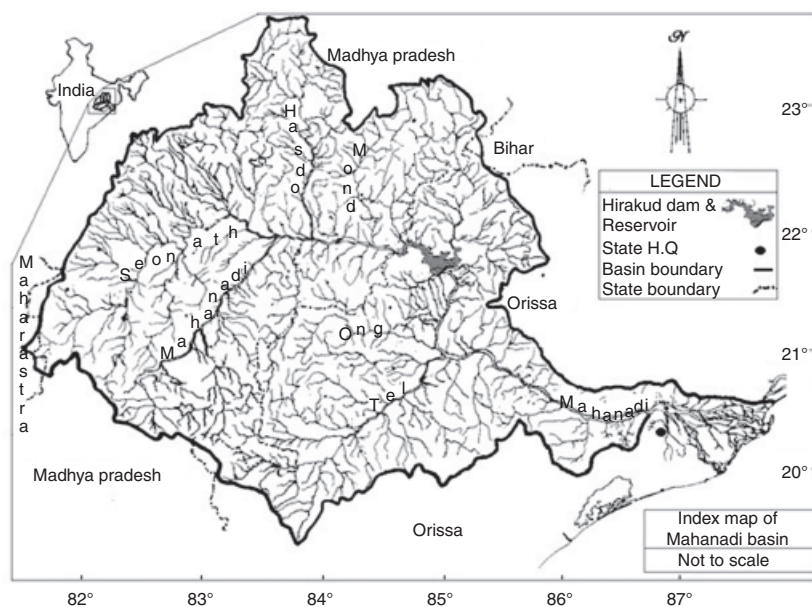 Madhya pradesh
N
India
23°
Hasdo
Mond
Bihar
LEGEND
Hirakud dam &
Reservoir
State H.Q
Basin boundary
State boundary
22°
Seonath
Mahanadi
Maharastra
Orissa
Ong
21°
Tel
Mahanadi
20°
Madhya pradesh
Orissa
Index map of
Mahanadi basin
Not to scale
82° 83° 84° 85° 86° 87°